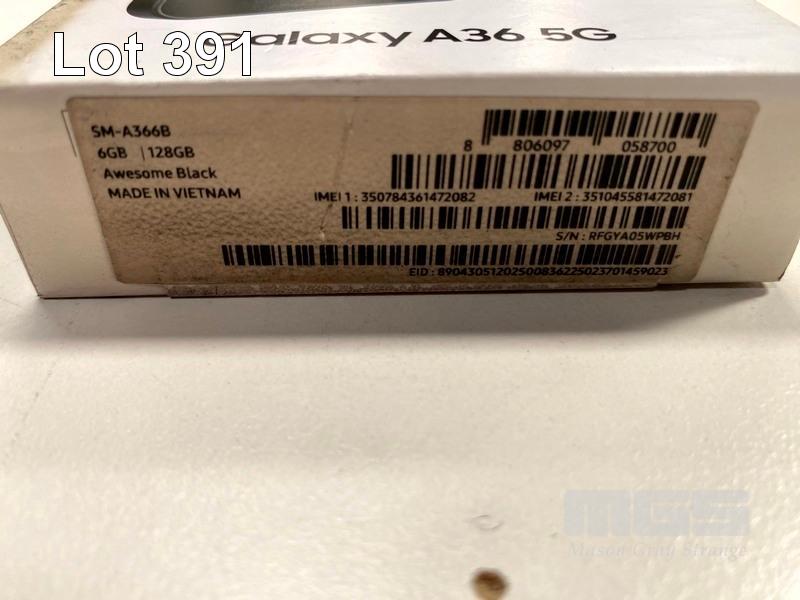 Lot 391
Galaxy A36 5G
SM-A366B
6GB | 128GB
Awesome Black
MADE IN VIETNAM
8 806097 058700
IMEI 1 : 350784361472082 IMEI 2 : 351045581472081
S/N : RFGYA05WPBH
EID : 89043051202500836225023701459023
MGS
Mason Gray Strange